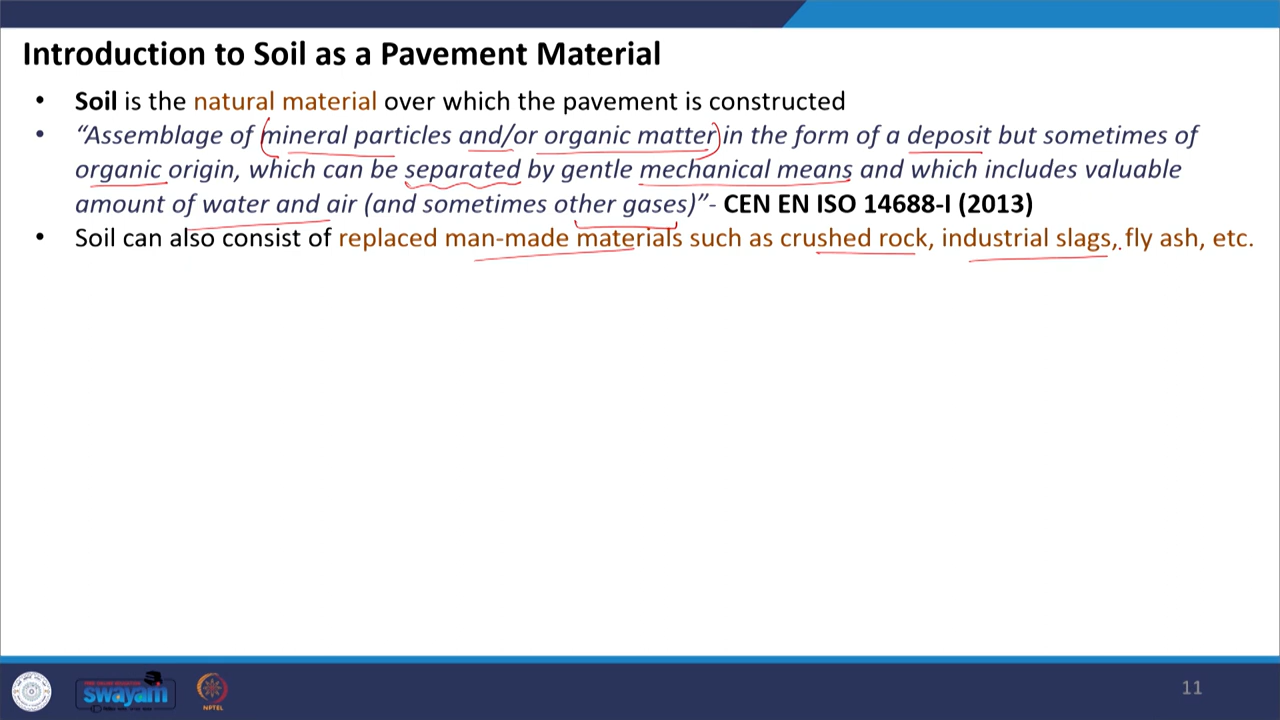 Introduction to Soil as a Pavement Material
• Soil is the natural material over which the pavement is constructed
• “Assemblage of mineral particles and/or organic matter in the form of a deposit but sometimes of
organic origin, which can be separated by gentle mechanical means and which includes valuable
amount of water and air (and sometimes other gases)”- CEN EN ISO 14688-I (2013)
• Soil can also consist of replaced man-made materials such as crushed rock, industrial slags, fly ash, etc.
swayam
NPTEL
11